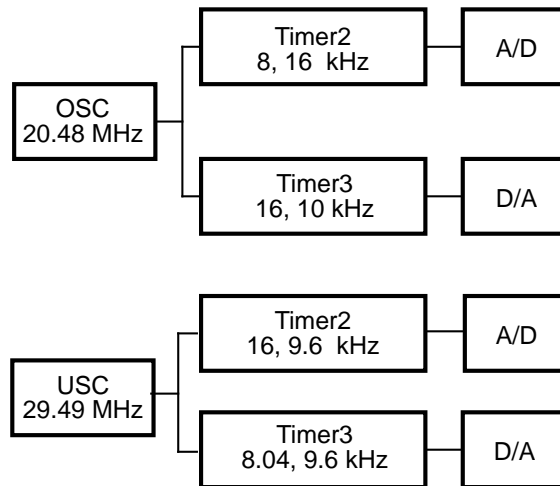 Timer2
8, 16 kHz
A/D
OSC
20.48 MHz
Timer3
16, 10 kHz
D/A
Timer2
16, 9.6 kHz
A/D
USC
29.49 MHz
Timer3
8.04, 9.6 kHz
D/A